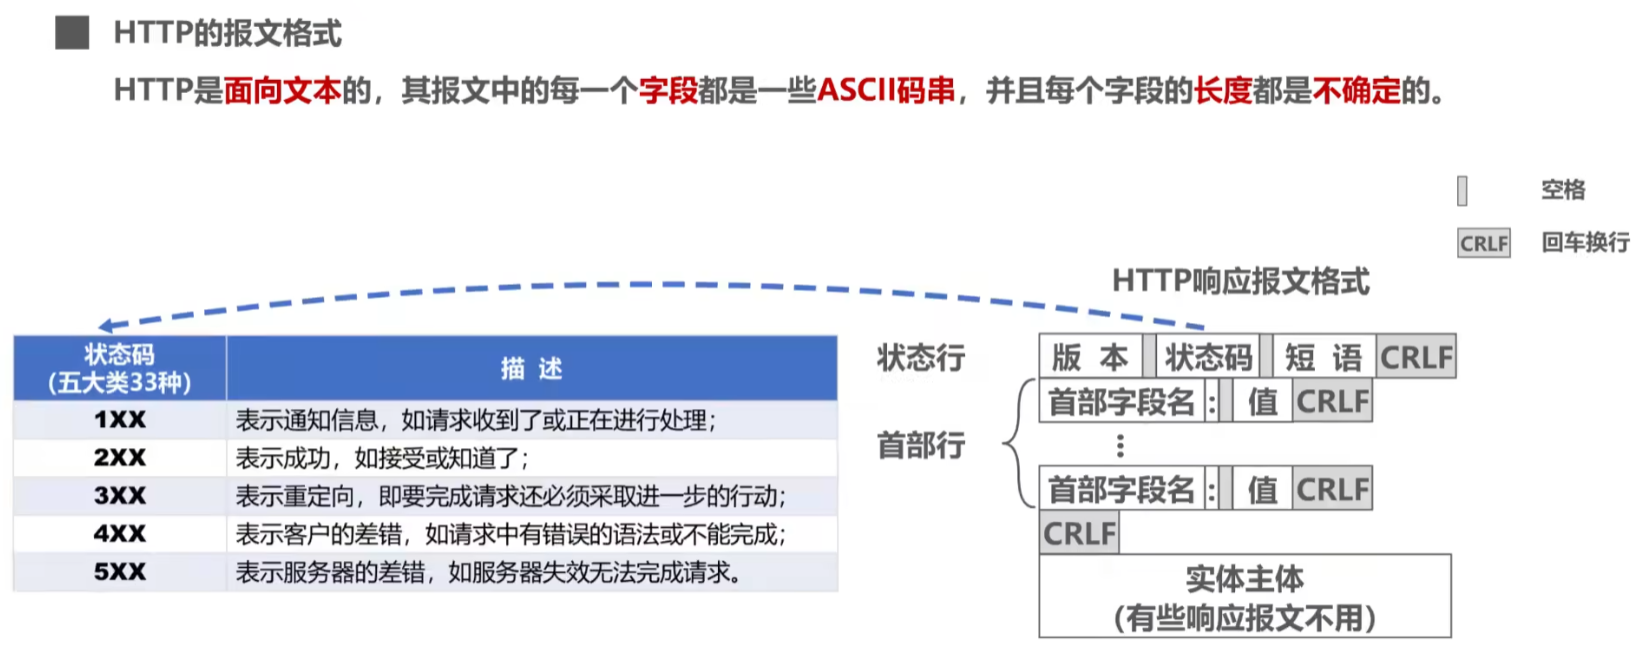 HTTP的报文格式
HTTP是面向文本的，其报文中的每一个字段都是一些ASCII码串，并且每个字段的长度都是不确定的。
空格
CRLF 回车换行
HTTP响应报文格式
状态码
（五大类33种）
描 述
1XX 表示通知信息，如请求收到了或正在进行处理；
2XX 表示成功，如接受或知道了；
3XX 表示重定向，即要完成请求还必须采取进一步的行动；
4XX 表示客户的差错，如请求中有错误的语法或不能完成；
5XX 表示服务器的差错，如服务器失效无法完成请求。
状态行 版 本 状态码 短 语 CRLF
首部字段名 : 值 CRLF
首部行 ⋮
首部字段名 : 值 CRLF
CRLF
实体主体
（有些响应报文不用）